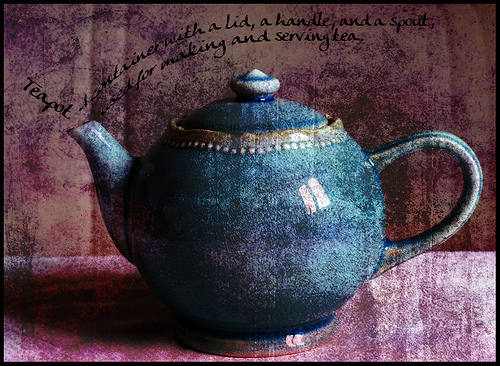 Teapot A container with a lid, a handle, and a spout,
used for making and serving tea.